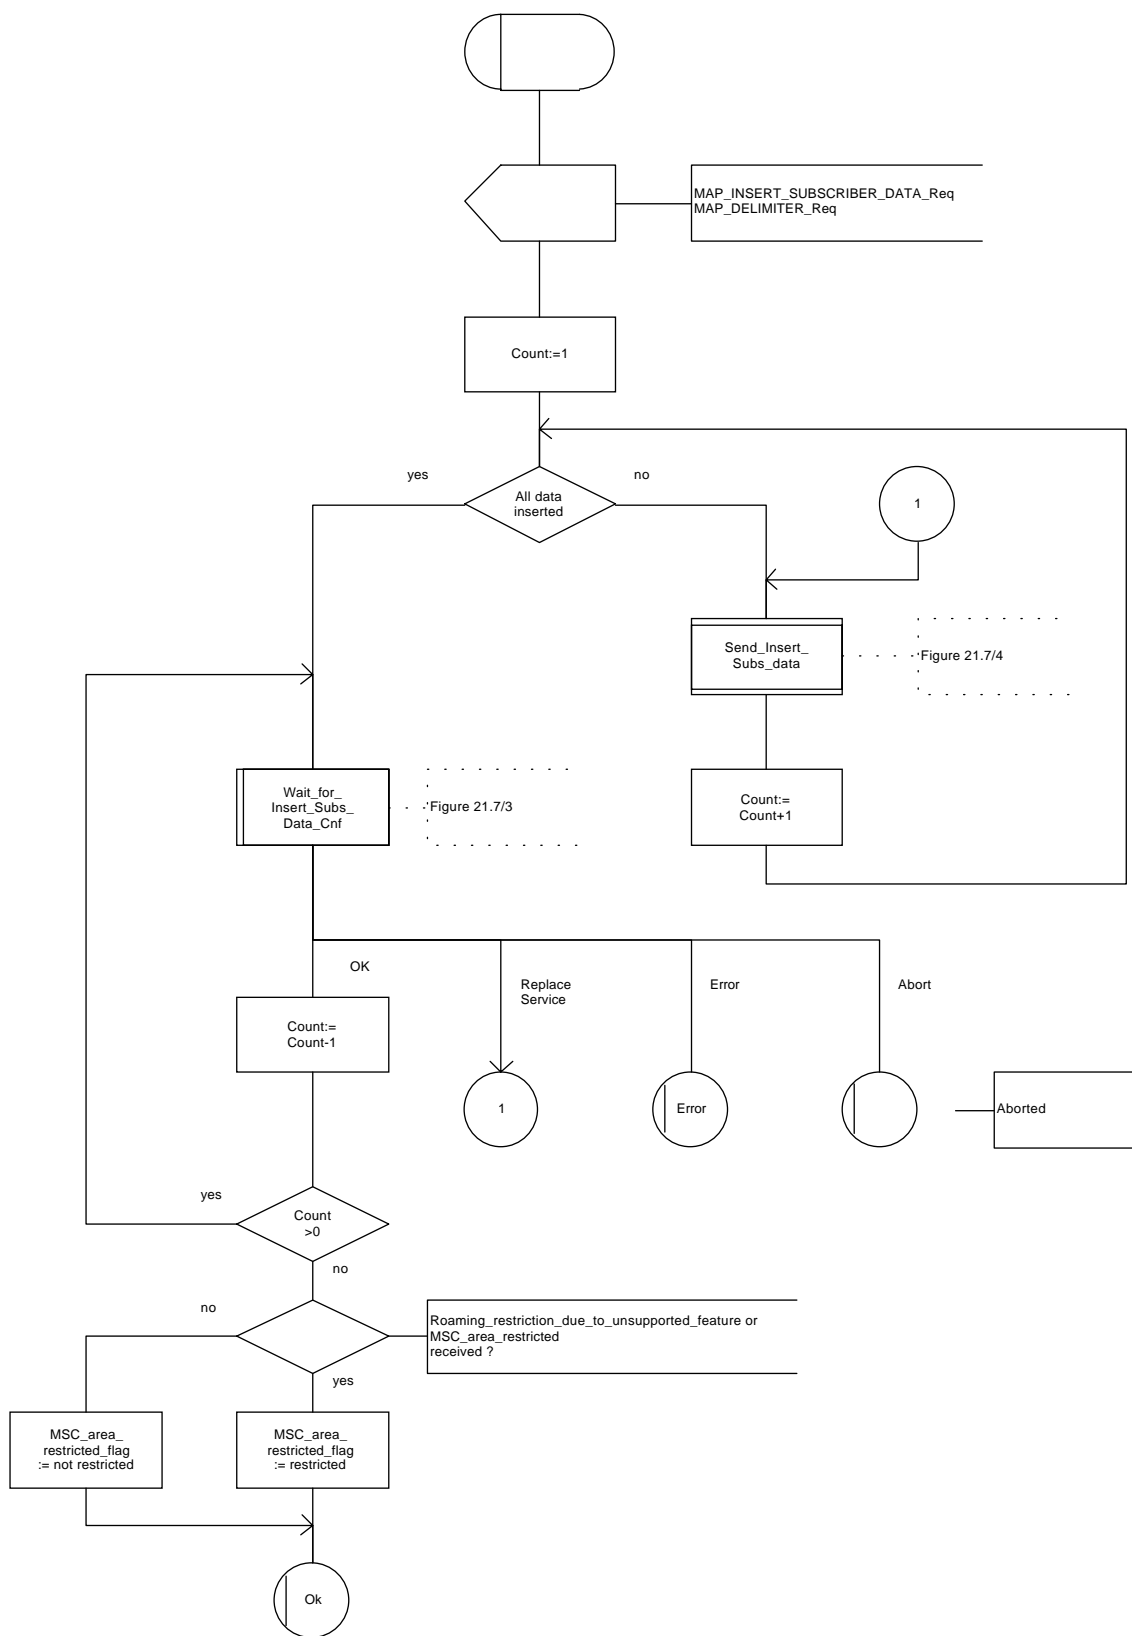 MAP_INSERT_SUBSCRIBER_DATA_Req
MAP_DELIMITER_Req
Count:=1
yes
no
All data
inserted
1
Send_Insert_
Subs_data
Figure 21.7/4
Wait_for_
Insert_Subs_
Data_Cnf
Figure 21.7/3
Count:=
Count+1
OK
Replace
Service
Error
Abort
Count:=
Count-1
1
Error
Aborted
yes
Count
>0
no
no
Roaming_restriction_due_to_unsupported_feature or
MSC_area_restricted
received ?
yes
MSC_area_
restricted_flag
:= not restricted
MSC_area_
restricted_flag
:= restricted
Ok